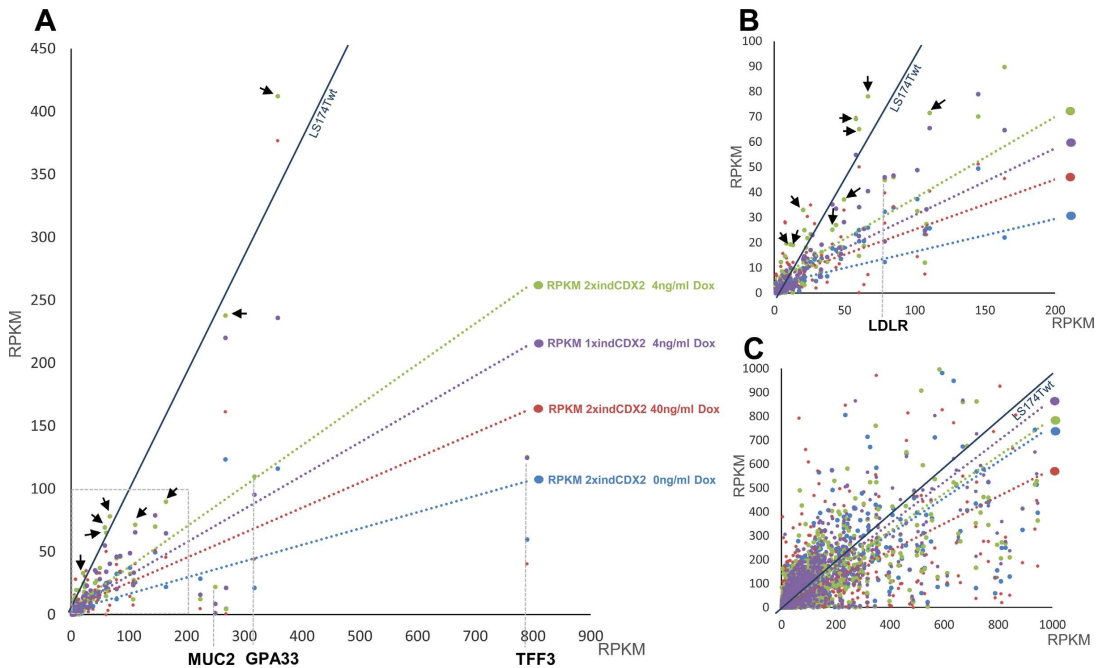 A
450
400
350
300
250
200
150
100
50
0
RPKM
LS174Twt
RPKM 2xindCDX2 4ng/ml Dox
RPKM 1xindCDX2 4ng/ml Dox
RPKM 2xindCDX2 40ng/ml Dox
RPKM 2xindCDX2 0ng/ml Dox
0 100 200 300 400 500 600 700 800 900
RPKM
MUC2 GPA33 TFF3
B
100
90
80
70
60
50
40
30
20
10
0
RPKM
LS174Twt
0 50 100 150 200
LDLR
RPKM
C
1000
900
800
700
600
500
400
300
200
100
0
RPKM
LS174Twt
0 200 400 600 800 1000
RPKM